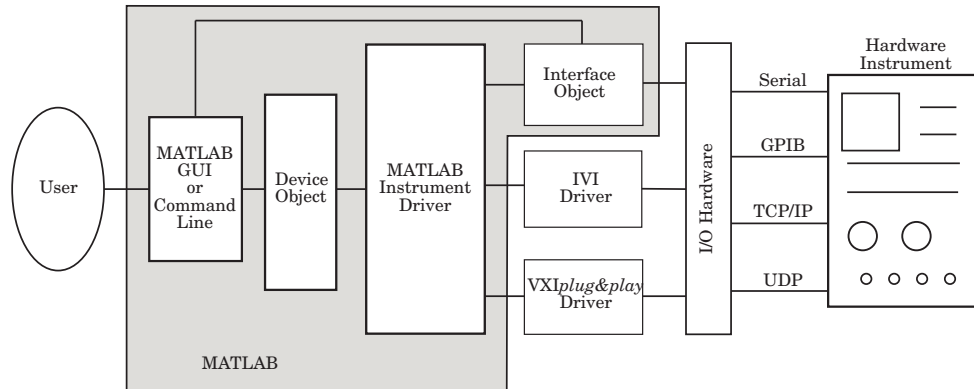 User
MATLAB
GUI
or
Command
Line
Device
Object
MATLAB
Instrument
Driver
Interface
Object
IVI
Driver
VXIplug&play
Driver
I/O Hardware
Serial
GPIB
TCP/IP
UDP
Hardware
Instrument
MATLAB